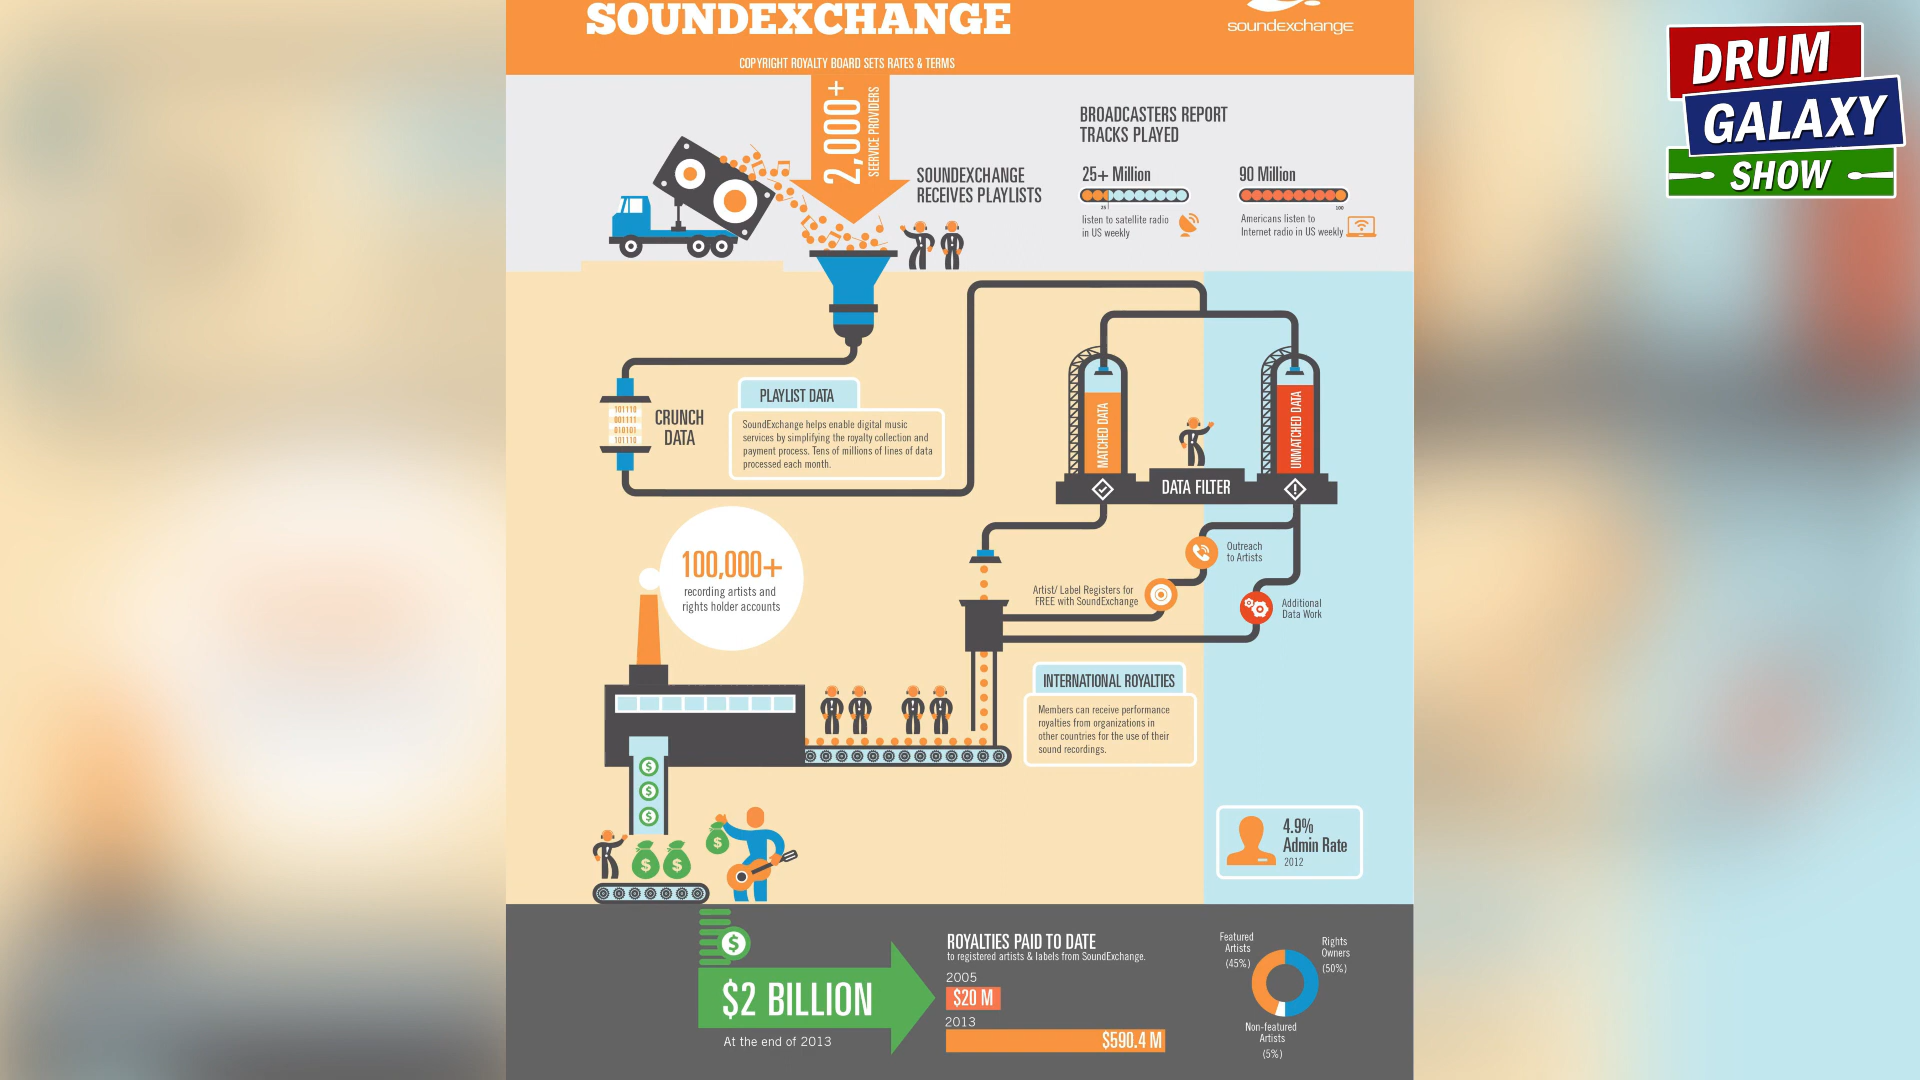 SOUNDEXCHANGE
soundexchange
COPYRIGHT ROYALTY BOARD SETS RATES & TERMS
2,000+
SEERVICE PROVIDERS
SOUNDEXCHANGE
RECEIVES PLAYLISTS
BROADCASTERS REPORT
TRACKS PLAYED
25+ Million
25
listen to satellite radio
in US weekly
90 Million
100
Americans listen to
Internet radio in US weekly
DRUM
GALAXY
SHOW
101110
001111
010101
101110
CRUNCH
DATA
PLAYLIST DATA
SoundExchange helps enable digital music
services by simplifying the royalty collection and
payment process. Tens of millions of lines of data
processed each month.
MATCHED DATA
UNMATCHED DATA
DATA FILTER
Outreach
to Artists
Artist/ Label Registers for
FREE with SoundExchange
Additional
Data Work
100,000+
recording artists and
rights holder accounts
INTERNATIONAL ROYALTIES
Members can receive performance
royalties from organizations in
other countries for the use of their
sound recordings.
$
$
$
$
$
$
4.9%
Admin Rate
2012
$
$2 BILLION
At the end of 2013
ROYALTIES PAID TO DATE
to registered artists & labels from SoundExchange.
2005
$20 M
2013
$590.4 M
Featured
Artists
(45%)
Rights
Owners
(50%)
Non-featured
Artists
(5%)